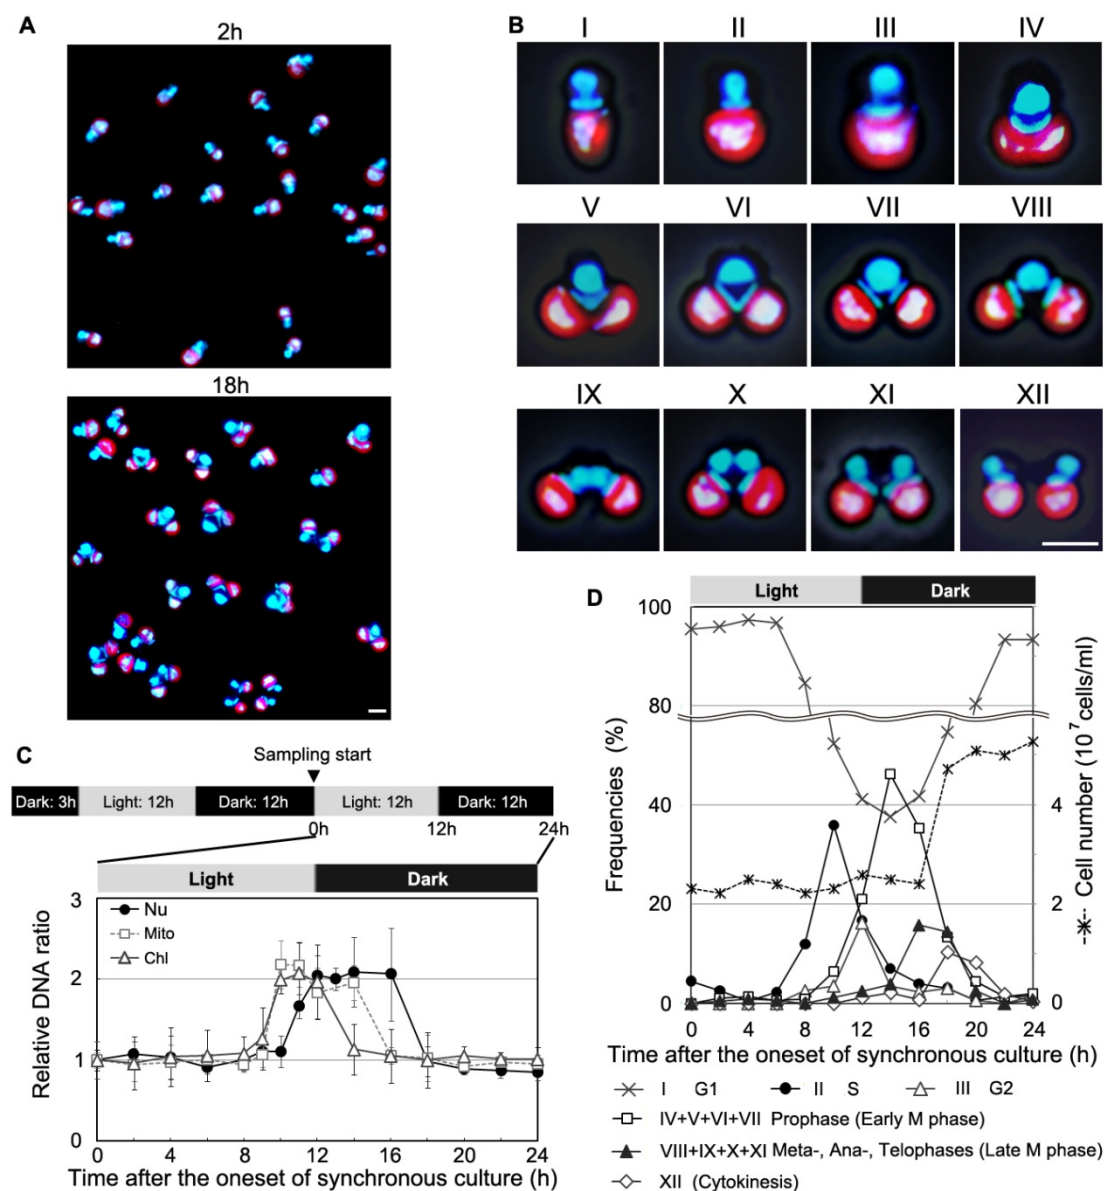 A
2h
18h
B
I II III IV
V VI VII VIII
IX X XI XII
C
Sampling start
Dark: 3h Light: 12h Dark: 12h Light: 12h Dark: 12h
0h 12h 24h
Light Dark
3
2
1
0
Relative DNA ratio
Nu
Mito
Chl
0 4 8 12 16 20 24
Time after the oneset of synchronous culture (h)
D
Light Dark
100
80
40
20
0
Frequencies (%)
4
2
0
Cell number (10 7 cells/ml)
0 4 8 12 16 20 24
Time after the oneset of synchronous culture (h)
I G1 II S III G2
IV+V+VI+VII Prophase (Early M phase)
VIII+IX+X+XI Meta-, Ana-, Telophases (Late M phase)
XII (Cytokinesis)